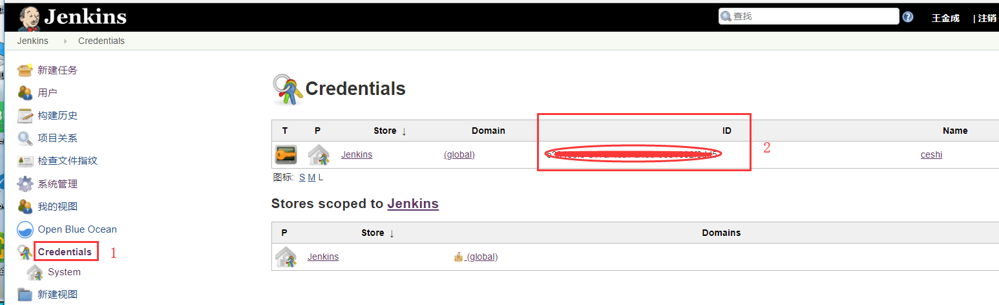 Jenkins
查找
王金成 | 注销
Jenkins Credentials
新建任务
用户
构建历史
项目关系
检查文件指纹
系统管理
我的视图
Open Blue Ocean
Credentials 1
System
新建视图
Credentials
T P Store ↓ Domain ID Name
Jenkins (global) ceshi
2
图标: S M L
Stores scoped to Jenkins
P Store ↓ Domains
Jenkins (global)